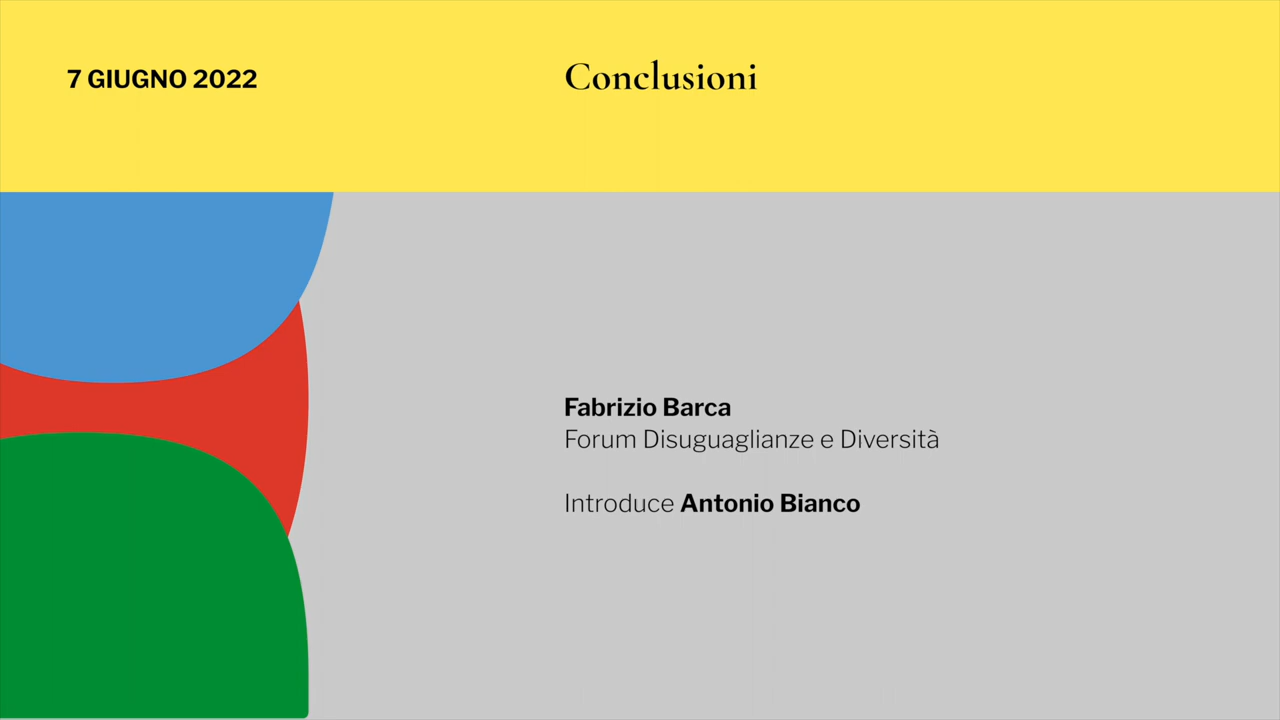 7 GIUGNO 2022
Conclusioni
Fabrizio Barca
Forum Disuguaglianze e Diversità
Introduce Antonio Bianco